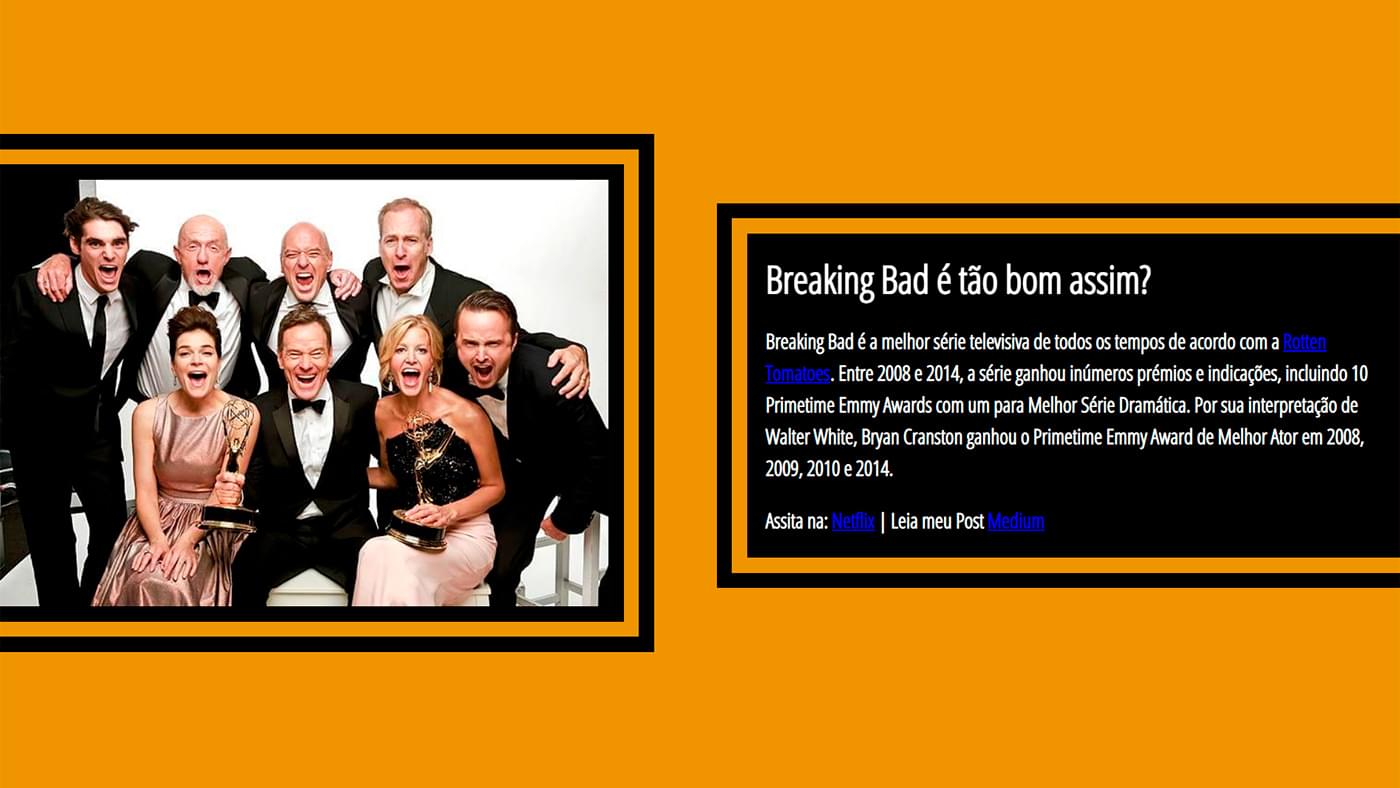 Breaking Bad é tão bom assim?
Breaking Bad é a melhor série televisiva de todos os tempos de acordo com a Rotten
Tomatoes. Entre 2008 e 2014, a série ganhou inúmeros prémios e indicações, incluindo 10
Primetime Emmy Awards com um para Melhor Série Dramática. Por sua interpretação de
Walter White, Bryan Cranston ganhou o Primetime Emmy Award de Melhor Ator em 2008,
2009, 2010 e 2014.
Assita na: Netflix | Leia meu Post Medium